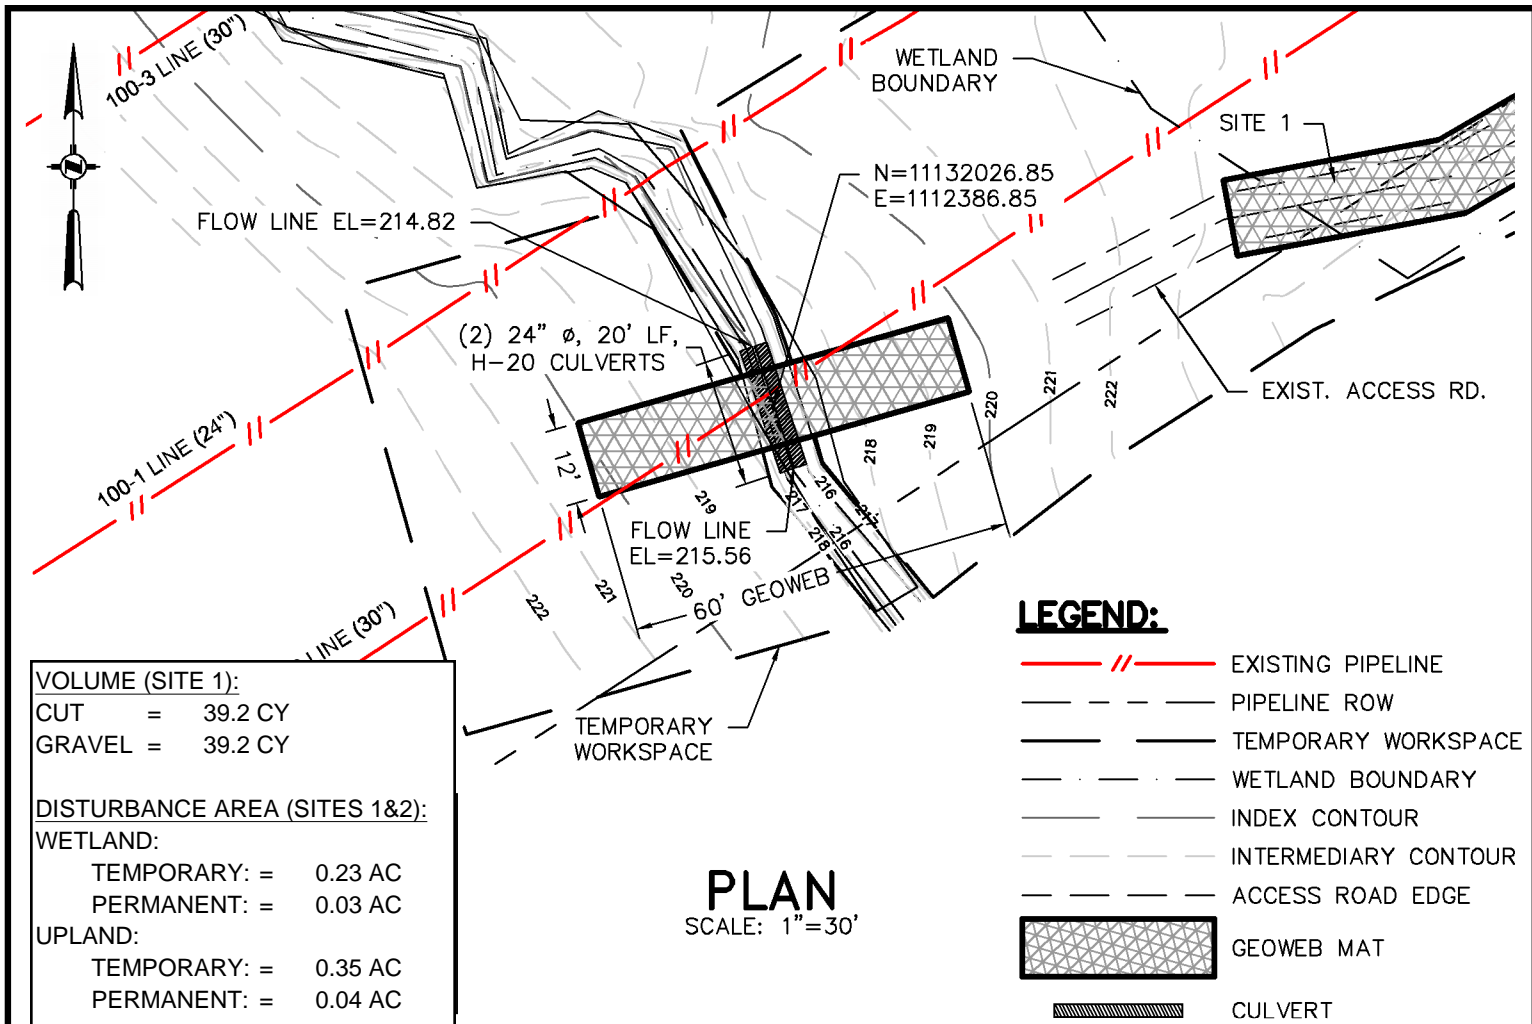 100-3 LINE (30")
WETLAND
BOUNDARY
SITE 1
N=11132026.85
E=1112386.85
FLOW LINE EL=214.82
(2) 24" ø, 20' LF,
H-20 CULVERTS
EXIST. ACCESS RD.
220
221
222
218
219
12'
100-1 LINE (24")
219
217
216
217
218
216
FLOW LINE
EL=215.56
222
221
220
60' GEOWEB
LINE (30")
TEMPORARY
WORKSPACE
VOLUME (SITE 1):
CUT = 39.2 CY
GRAVEL = 39.2 CY
DISTURBANCE AREA (SITES 1&2):
WETLAND:
TEMPORARY: = 0.23 AC
PERMANENT: = 0.03 AC
UPLAND:
TEMPORARY: = 0.35 AC
PERMANENT: = 0.04 AC
PLAN
SCALE: 1"=30'
LEGEND:
EXISTING PIPELINE
PIPELINE ROW
TEMPORARY WORKSPACE
WETLAND BOUNDARY
INDEX CONTOUR
INTERMEDIARY CONTOUR
ACCESS ROAD EDGE
GEOWEB MAT
CULVERT